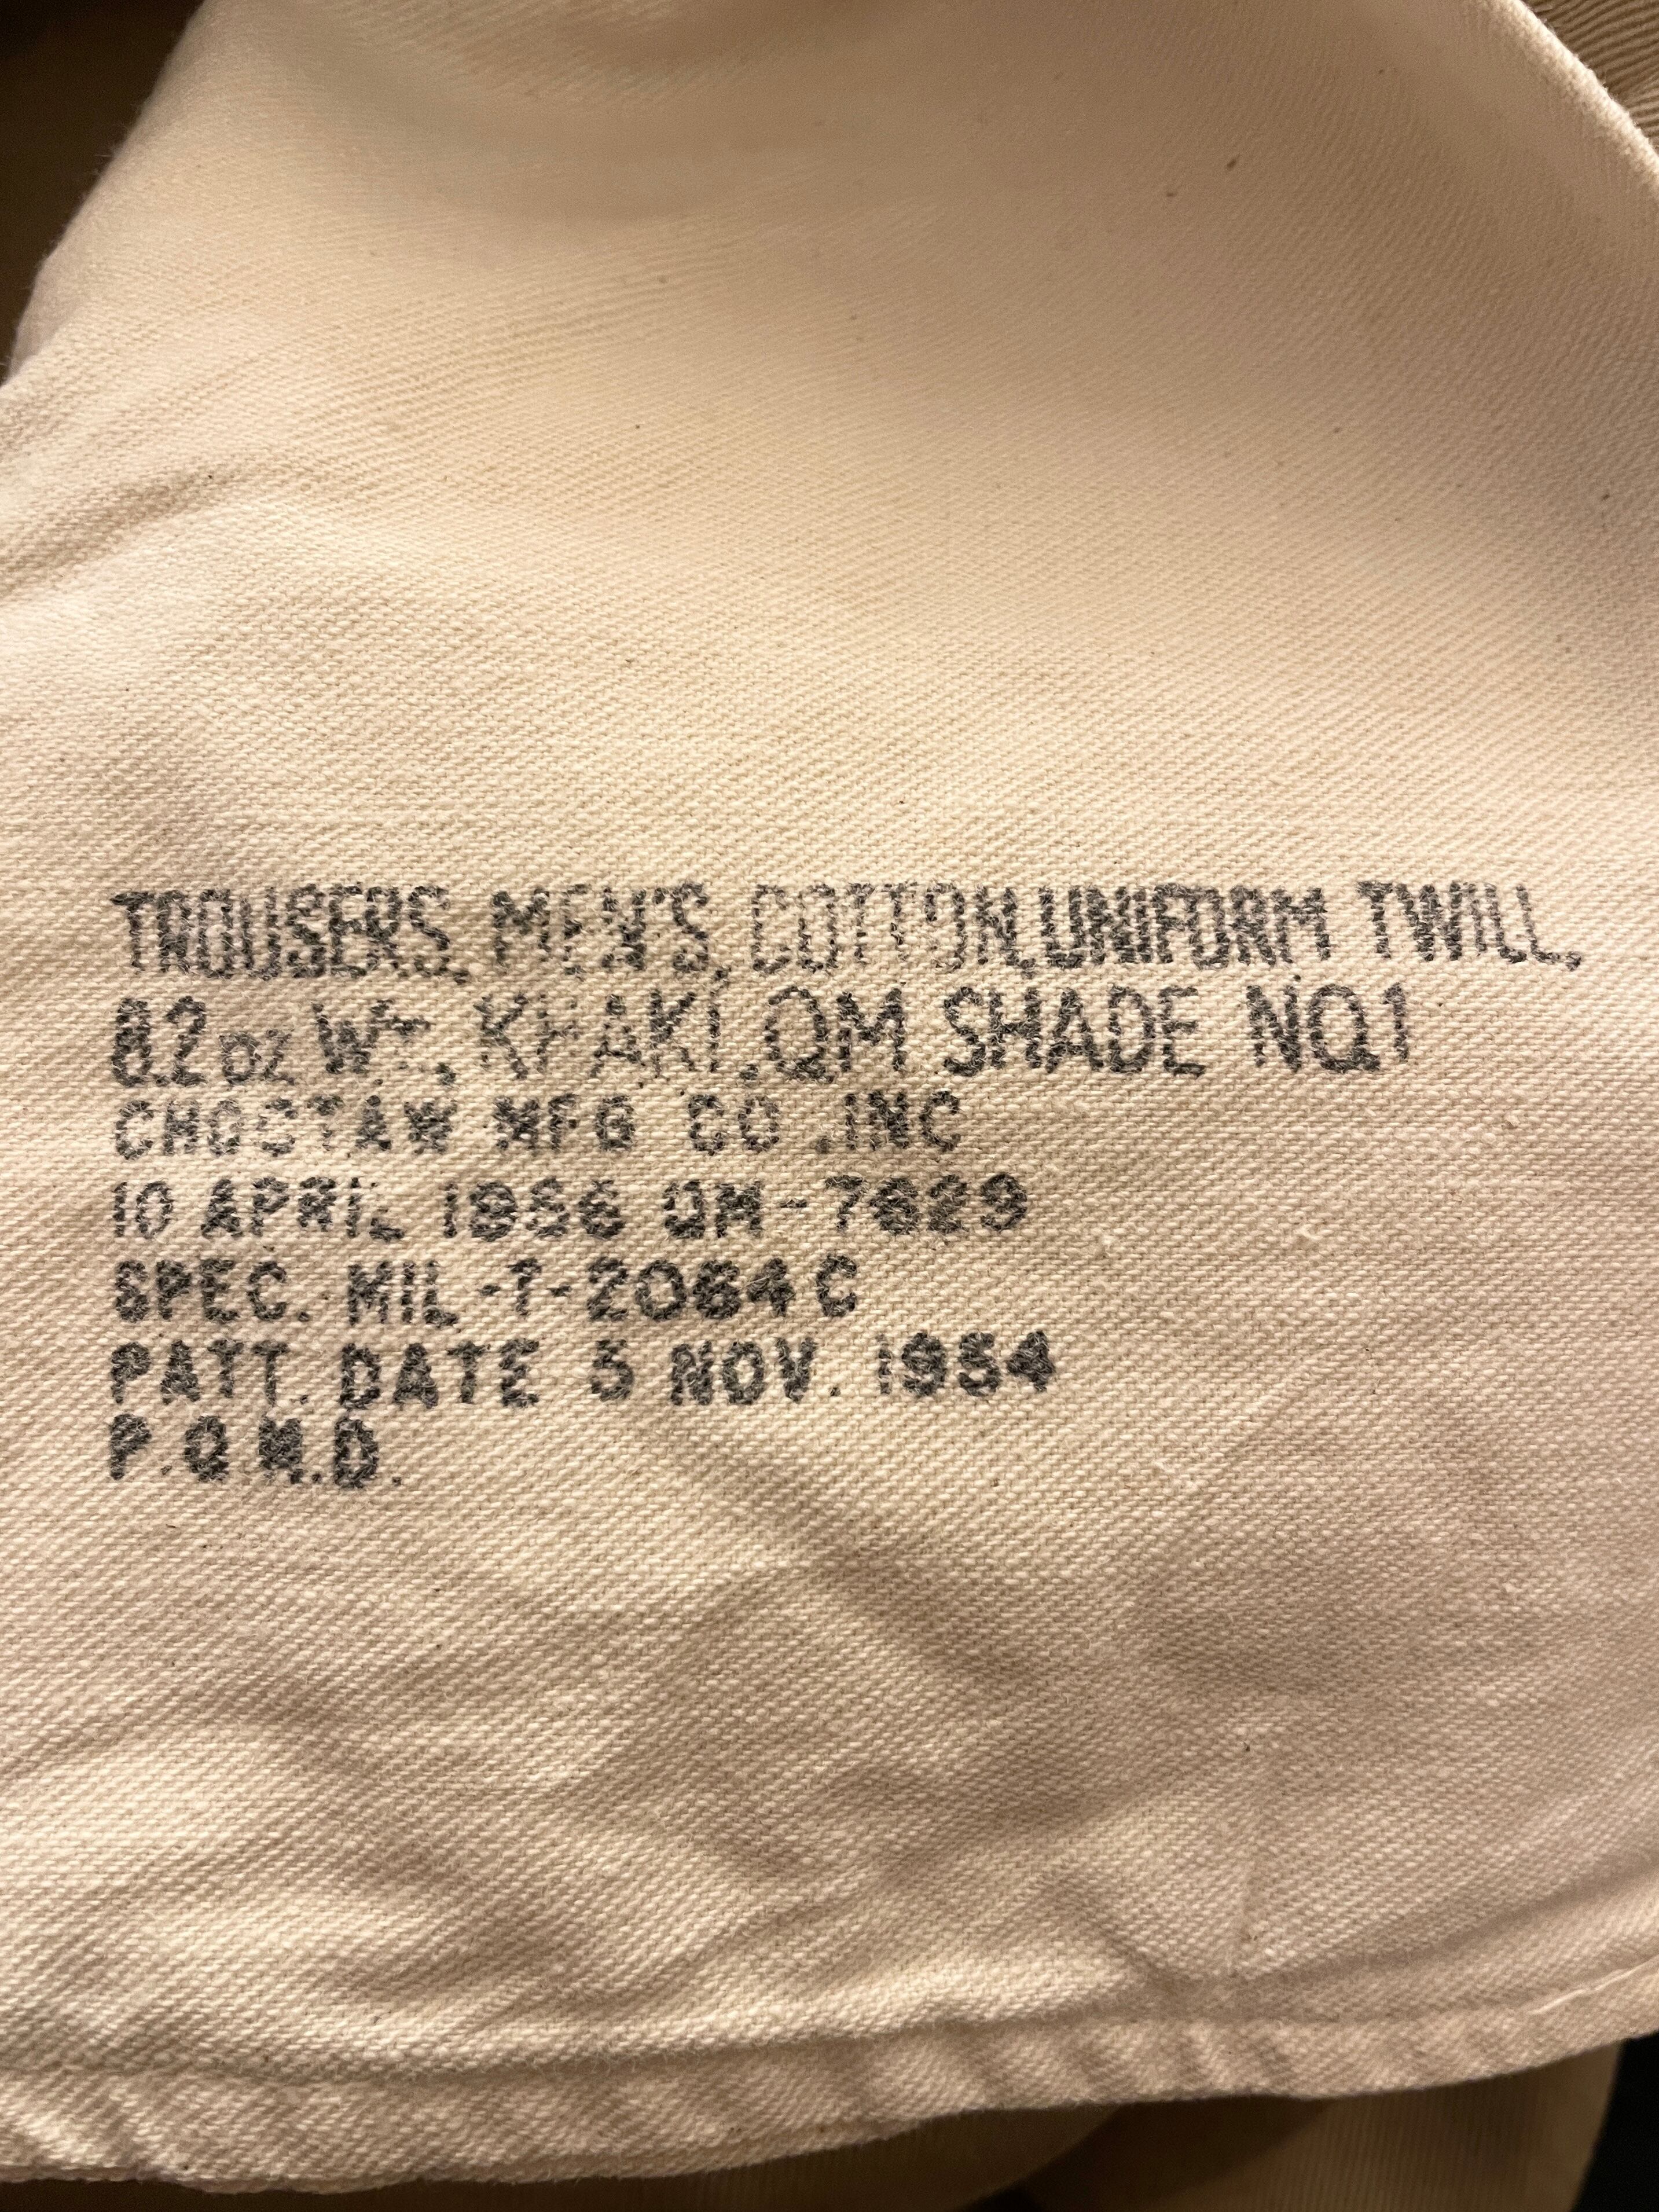 TROUSERS, MEN'S, COTTON, UNIFORM TWILL,
8.2 oz WT., KHAKI, QM SHADE NO.1
CHOCTAW MFG CO., INC
10 APRIL 1956 QM-7629
SPEC. MIL-T-2064C
PATT. DATE 5 NOV. 1954
P.Q.M.D.